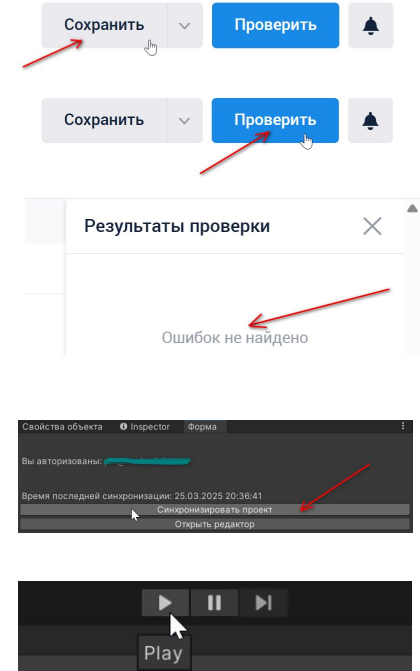 Сохранить
Проверить
Сохранить
Проверить
Результаты проверки
Ошибок не найдено
Свойства объекта Inspector Форма
Вы авторизованы:
Время последней синхронизации: 25.03.2025 20:36:41
Синхронизировать проект
Открыть редактор
Play